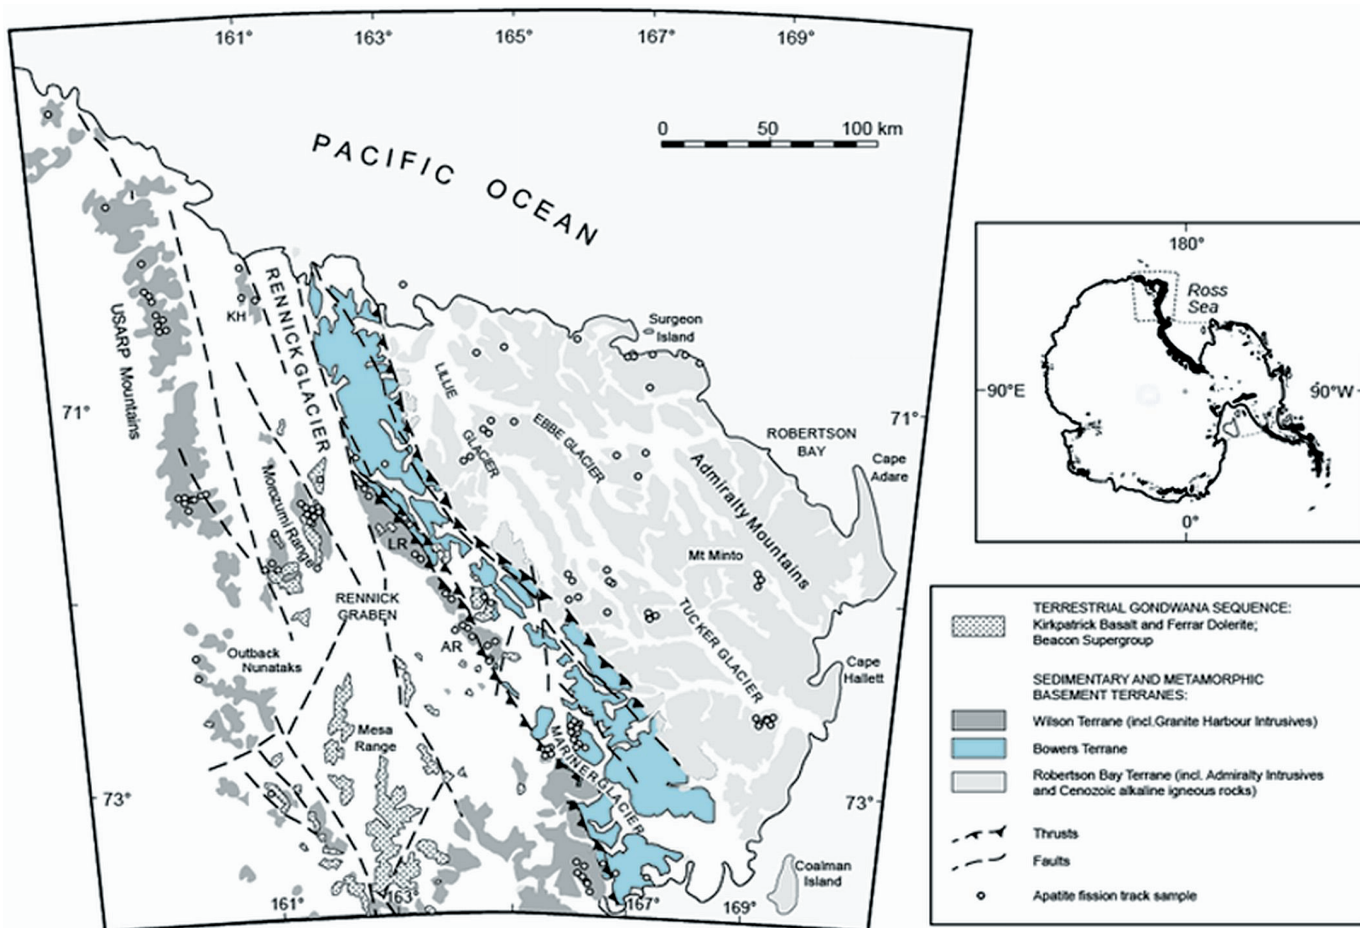 161°
163°
165°
167°
169°
0
50
100 km
PACIFIC OCEAN
180°
Ross
Sea
90°E
90°W
0°
RENNICK GLACIER
KH
USARP Mountains
Surgeon
Island
LILLIE
GLACIER
71°
71°
EBBE GLACIER
ROBERTSON
BAY
Cape
Adare
Admiralty Mountains
Morozumi Range
LR
Mt Minto
RENNICK
GRABEN
TUCKER GLACIER
Outback
Nunataks
AR
Cape
Hallett
Mesa
Range
MARINER GLACIER
73°
73°
Coalman
Island
161°
163°
167°
169°
TERRESTRIAL GONDWANA SEQUENCE:
Kirkpatrick Basalt and Ferrar Dolerite;
Beacon Supergroup
SEDIMENTARY AND METAMORPHIC
BASEMENT TERRANES:
Wilson Terrane (incl.Granite Harbour Intrusives)
Bowers Terrane
Robertson Bay Terrane (incl. Admiralty Intrusives
and Cenozoic alkaline igneous rocks)
Thrusts
Faults
Apatite fission track sample